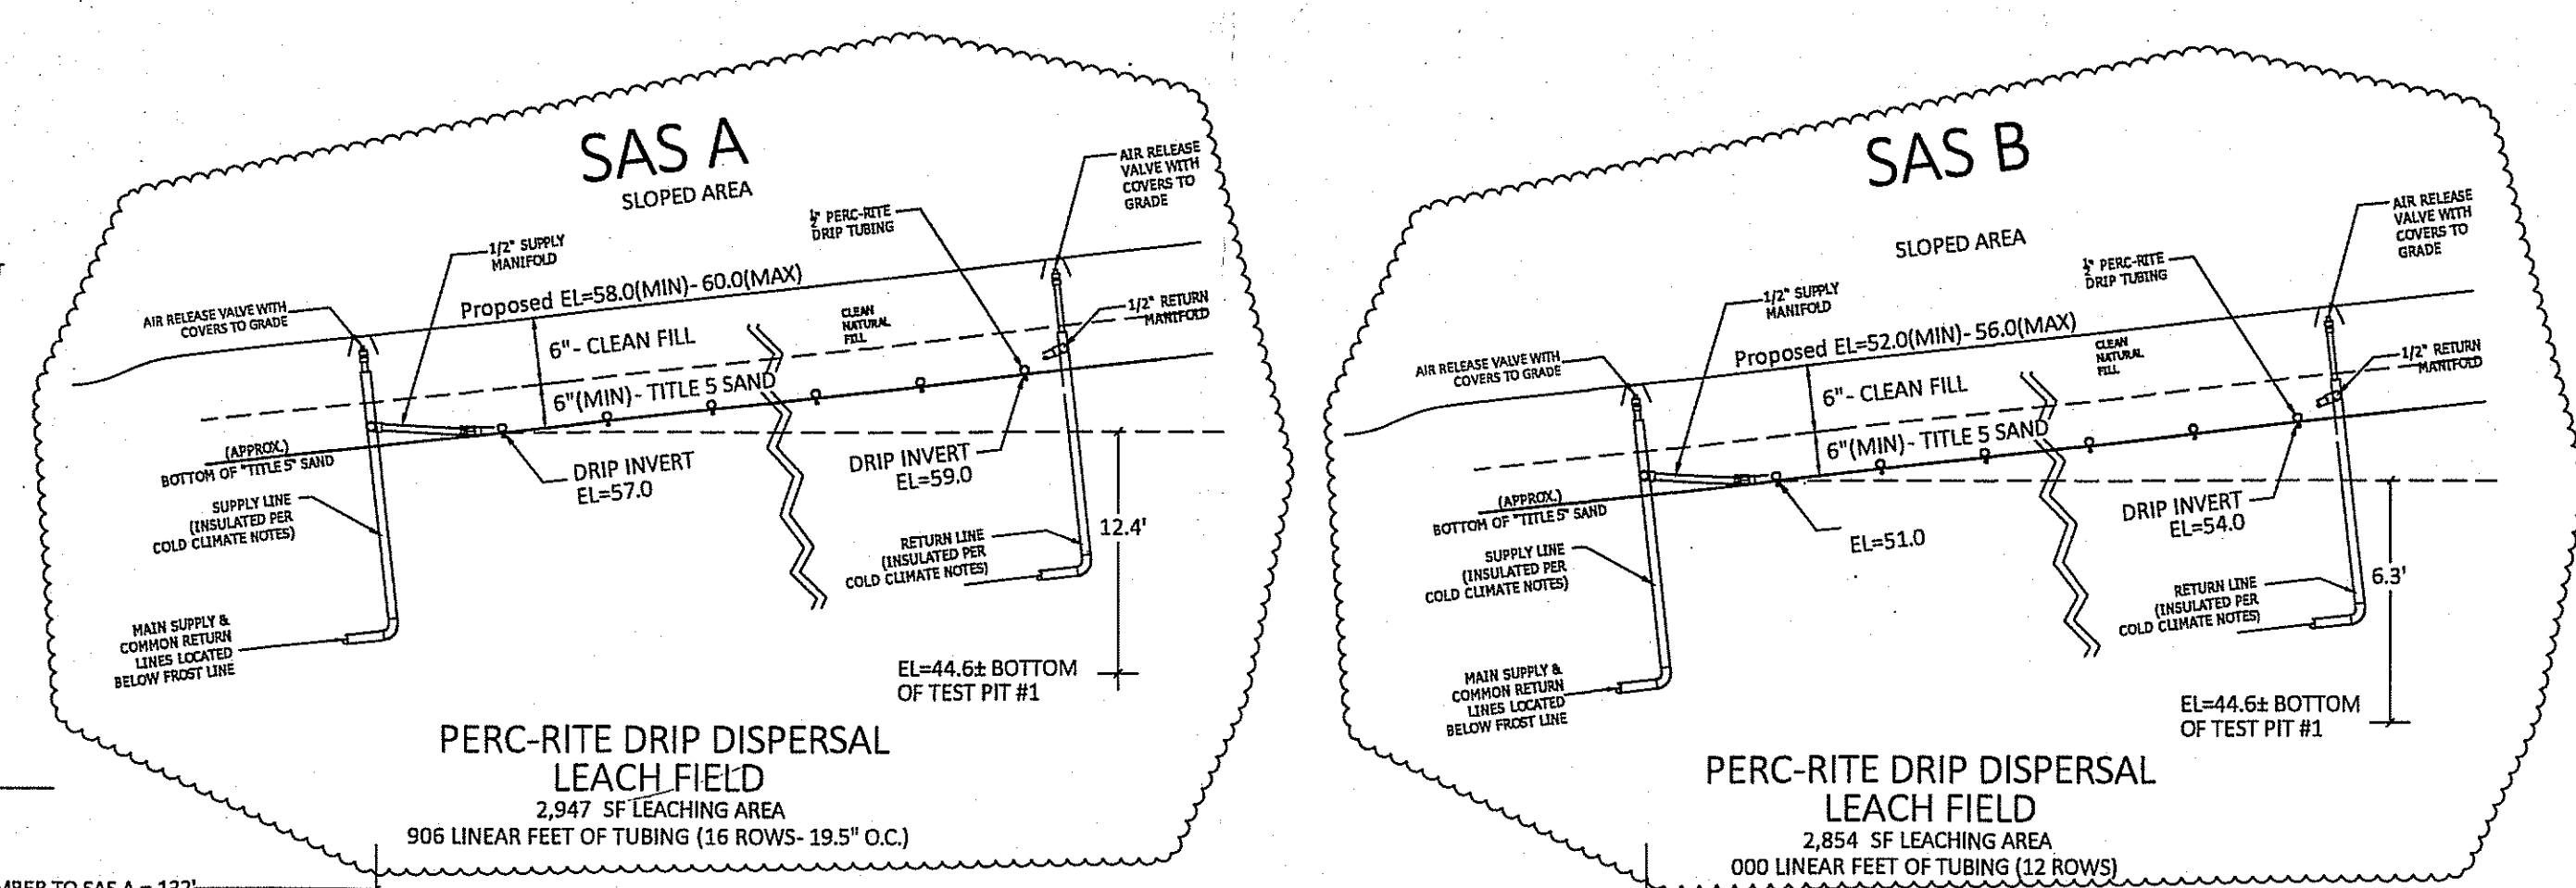 SAS A
SLOPED AREA
AIR RELEASE
VALVE WITH
COVERS TO
GRADE
½" PERC-RITE
DRIP TUBING
1/2" SUPPLY
MANIFOLD
1/2" RETURN
MANIFOLD
AIR RELEASE VALVE WITH
COVERS TO GRADE
Proposed EL=58.0(MIN)- 60.0(MAX)
CLEAN
NATURAL
FILL
6"- CLEAN FILL
6"(MIN)- TITLE 5 SAND
(APPROX.)
BOTTOM OF "TITLE 5" SAND
DRIP INVERT
EL=57.0
DRIP INVERT
EL=59.0
SUPPLY LINE
(INSULATED PER
COLD CLIMATE NOTES)
RETURN LINE
(INSULATED PER
COLD CLIMATE NOTES)
12.4'
MAIN SUPPLY &
COMMON RETURN
LINES LOCATED
BELOW FROST LINE
EL=44.6± BOTTOM
OF TEST PIT #1
PERC-RITE DRIP DISPERSAL
LEACH FIELD
2,947 SF LEACHING AREA
906 LINEAR FEET OF TUBING (16 ROWS- 19.5" O.C.)
TO SAS A = 132'
SAS B
SLOPED AREA
AIR RELEASE
VALVE WITH
COVERS TO
GRADE
½" PERC-RITE
DRIP TUBING
1/2" SUPPLY
MANIFOLD
1/2" RETURN
MANIFOLD
AIR RELEASE VALVE WITH
COVERS TO GRADE
Proposed EL=52.0(MIN)- 56.0(MAX)
CLEAN
NATURAL
FILL
6"- CLEAN FILL
6"(MIN)- TITLE 5 SAND
(APPROX.)
BOTTOM OF "TITLE 5" SAND
EL=51.0
DRIP INVERT
EL=54.0
SUPPLY LINE
(INSULATED PER
COLD CLIMATE NOTES)
RETURN LINE
(INSULATED PER
COLD CLIMATE NOTES)
6.3'
MAIN SUPPLY &
COMMON RETURN
LINES LOCATED
BELOW FROST LINE
EL=44.6± BOTTOM
OF TEST PIT #1
PERC-RITE DRIP DISPERSAL
LEACH FIELD
2,854 SF LEACHING AREA
000 LINEAR FEET OF TUBING (12 ROWS)